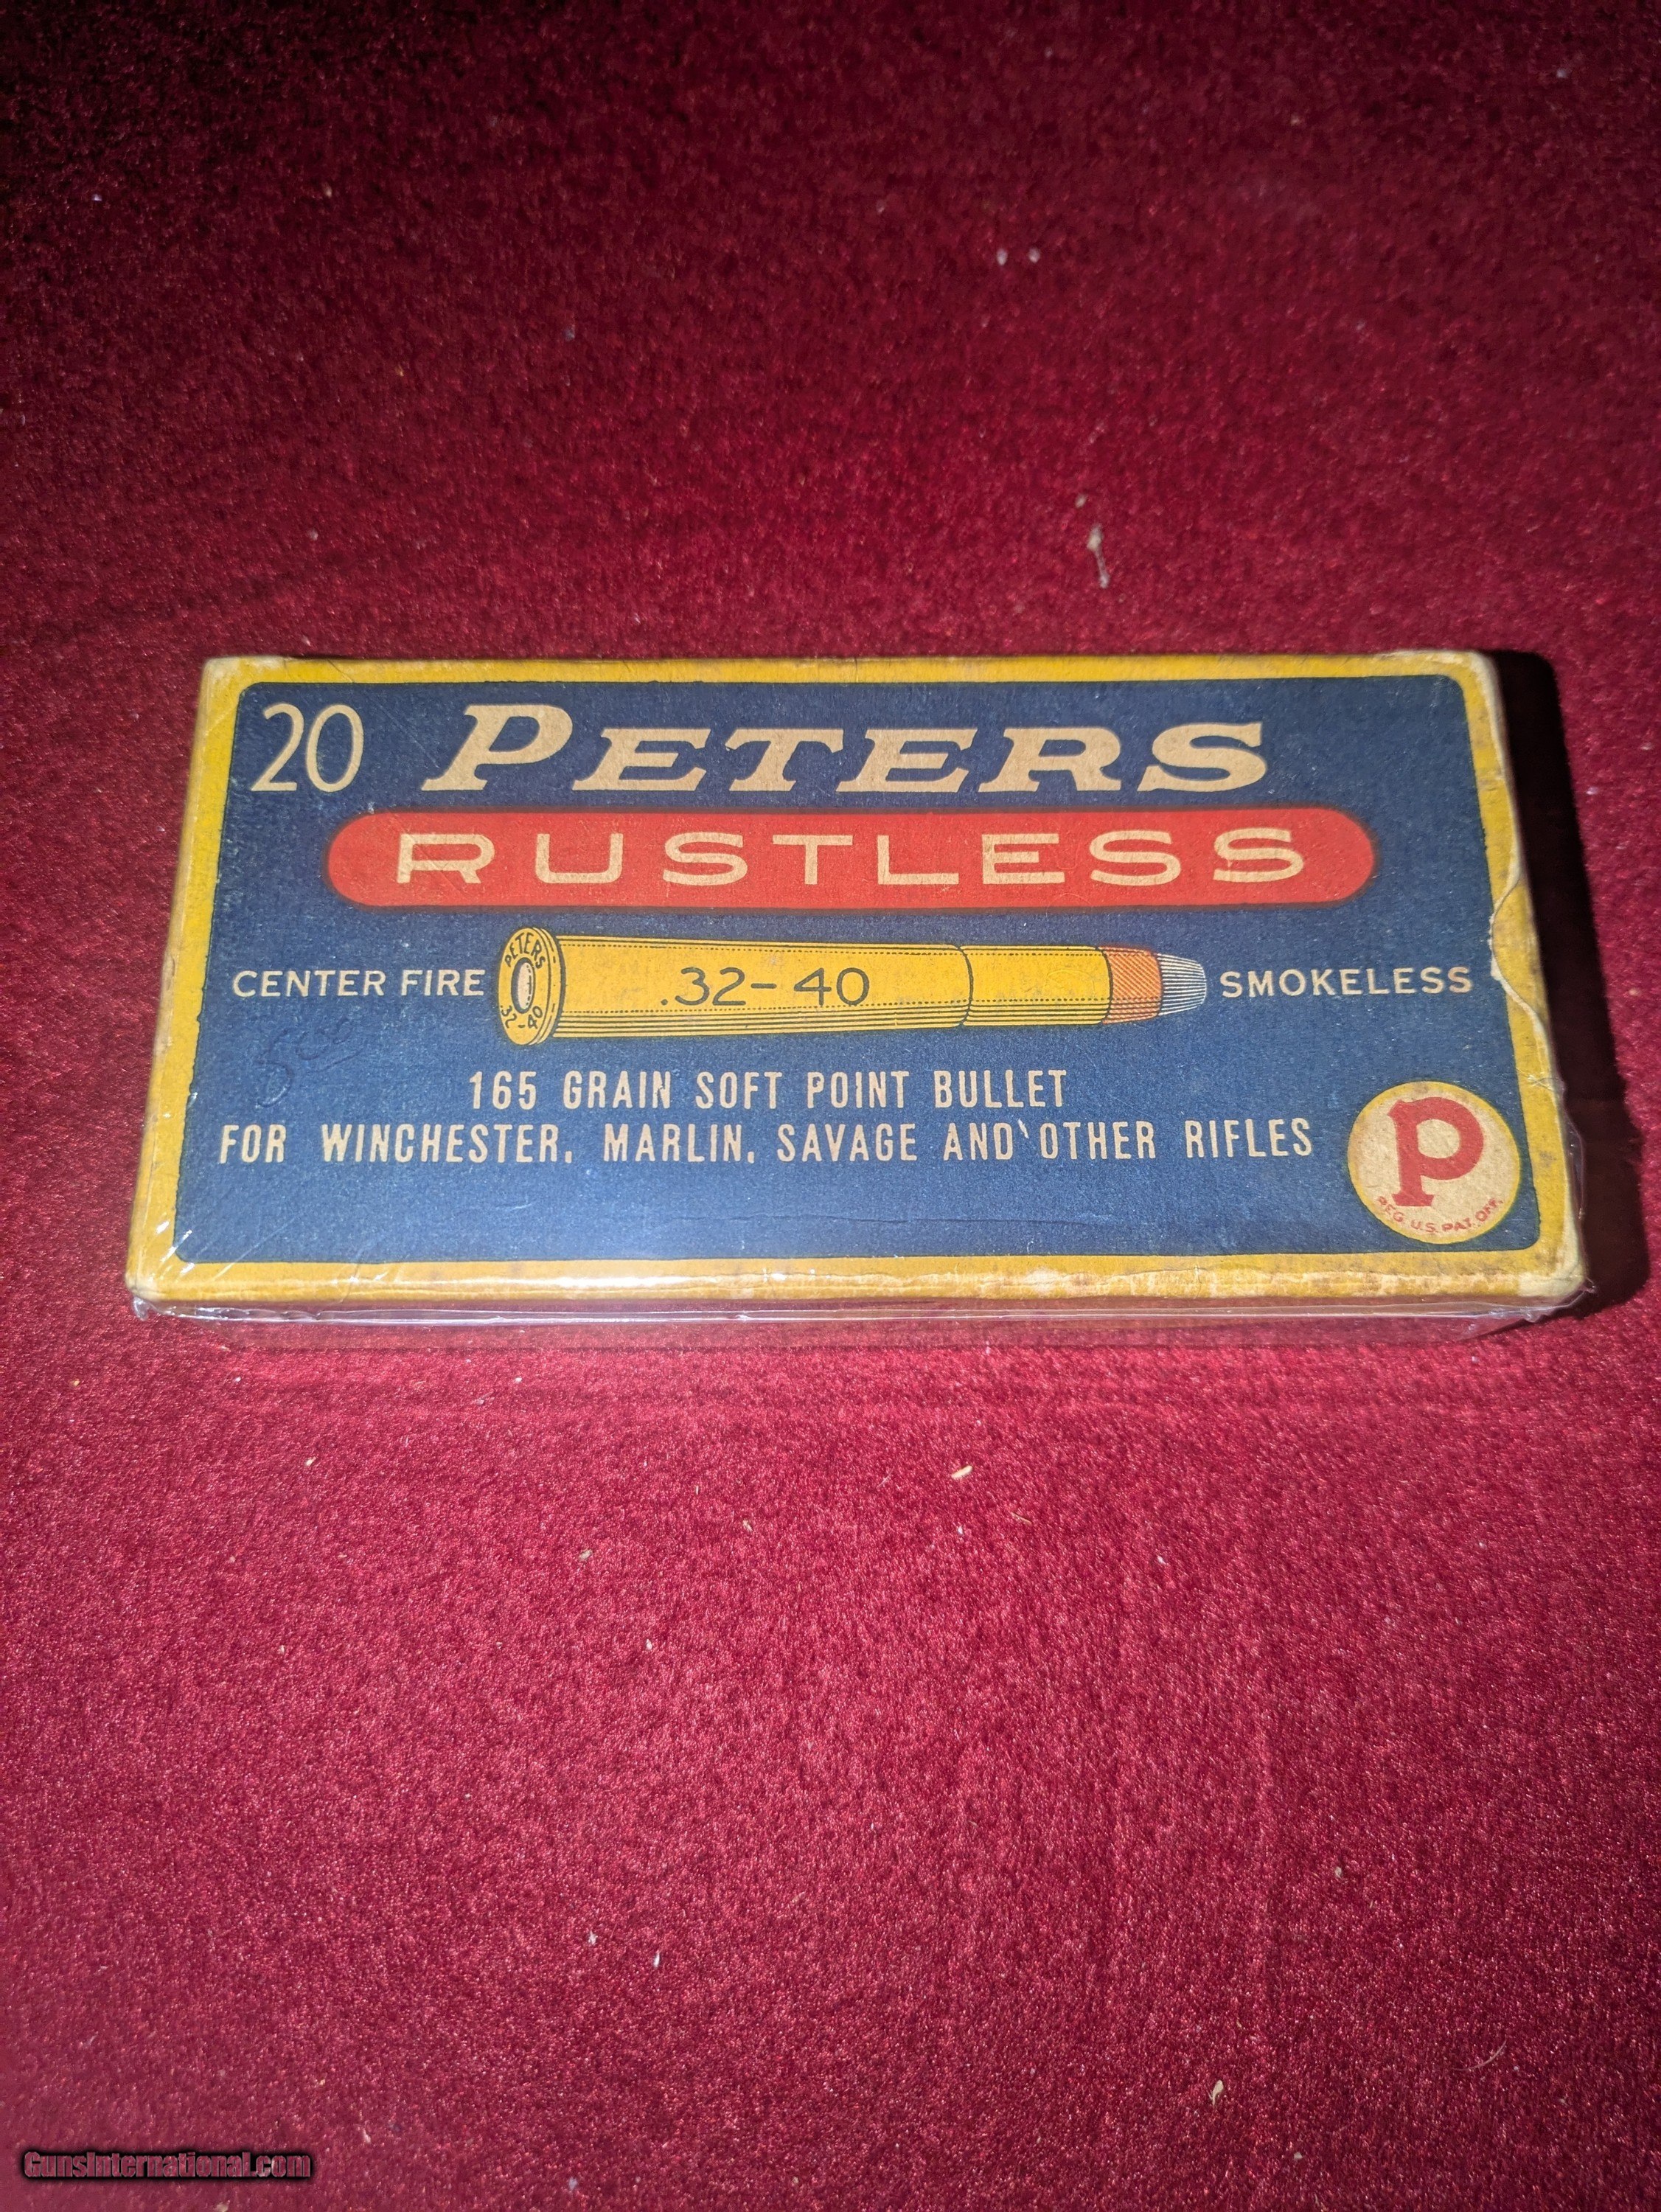 20 PETERS
RUSTLESS
CENTER FIRE PETERS 32-40 .32-40 SMOKELESS
165 GRAIN SOFT POINT BULLET
FOR WINCHESTER, MARLIN, SAVAGE AND OTHER RIFLES
P
REG. U.S. PAT. OFF.
GunsInternational.com